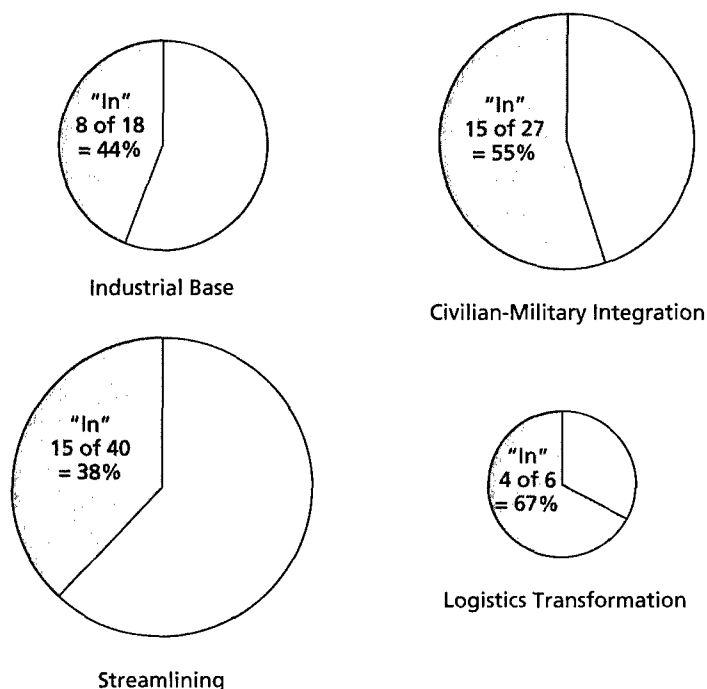 "In"
8 of 18
= 44%
Industrial Base
"In"
15 of 27
= 55%
Civilian-Military Integration
"In"
15 of 40
= 38%
Streamlining
"In"
4 of 6
= 67%
Logistics Transformation